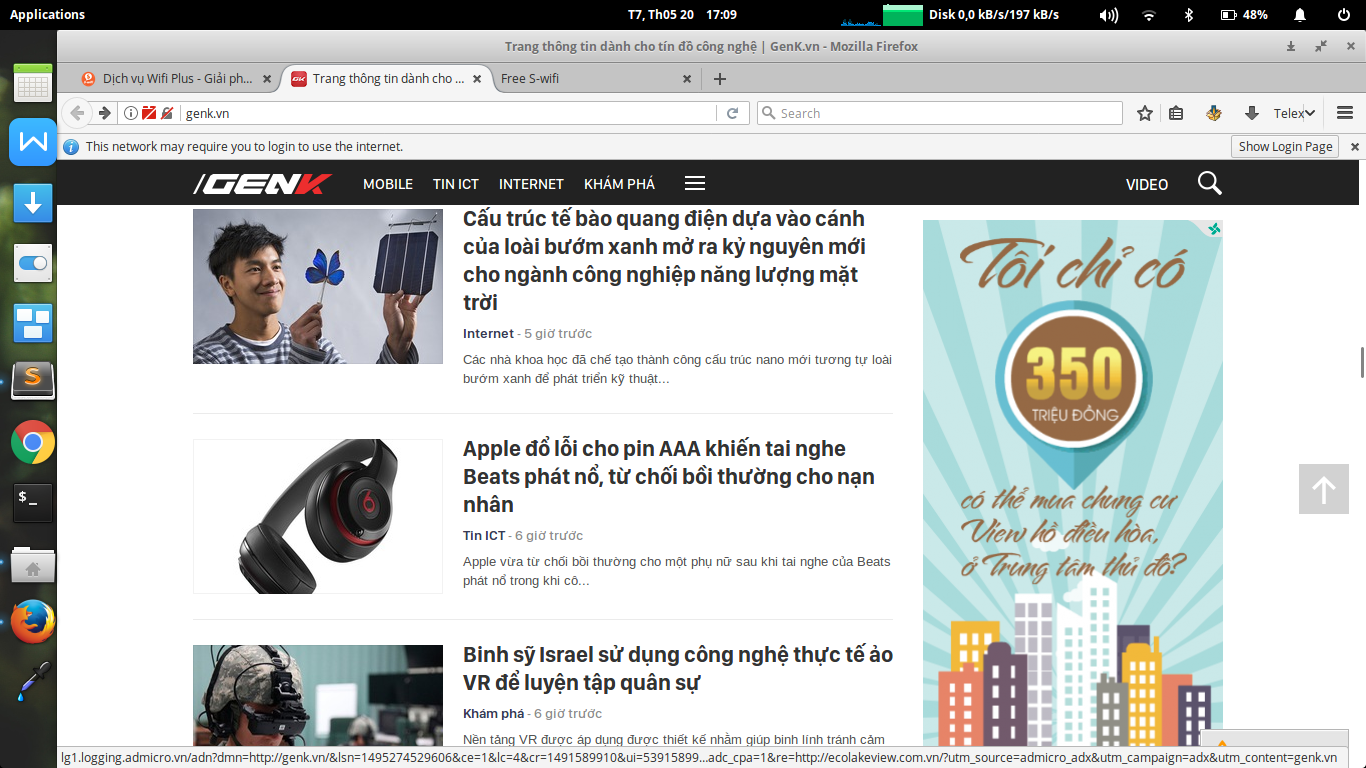 Applications
T7, Th05 20 17:09
Disk 0,0 kB/s/197 kB/s
48%
Trang thông tin dành cho tín đồ công nghệ | GenK.vn - Mozilla Firefox
Dịch vụ Wifi Plus - Giải ph...
GK
Trang thông tin dành cho ...
Free S-wifi
genk.vn
Search
Telex
This network may require you to login to use the internet.
Show Login Page
/GENK
MOBILE
TIN ICT
INTERNET
KHÁM PHÁ
VIDEO
Cấu trúc tế bào quang điện dựa vào cánh
của loài bướm xanh mở ra kỷ nguyên mới
cho ngành công nghiệp năng lượng mặt
trời
Internet - 5 giờ trước
Các nhà khoa học đã chế tạo thành công cấu trúc nano mới tương tự loài
bướm xanh để phát triển kỹ thuật...
Apple đổ lỗi cho pin AAA khiến tai nghe
Beats phát nổ, từ chối bồi thường cho nạn
nhân
Tin ICT - 6 giờ trước
Apple vừa từ chối bồi thường cho một phụ nữ sau khi tai nghe của Beats
phát nổ trong khi cô...
Binh sỹ Israel sử dụng công nghệ thực tế ảo
VR để luyện tập quân sự
Khám phá - 6 giờ trước
Nền tảng VR được áp dụng được thiết kế nhằm giúp binh lính tránh cảm
Tôi chỉ có
350
TRIỆU ĐỒNG
có thể mua chung cư
View hồ điều hòa,
ở Trung tâm thủ đô?
S
$_
lg1.logging.admicro.vn/adn?dmn=http://genk.vn/&lsn=1495274529606&ce=1&lc=4&cr=1491589910&ui=53915899...adc_cpa=1&re=http://ecolakeview.com.vn/?utm_source=admicro_adx&utm_campaign=adx&utm_content=genk.vn